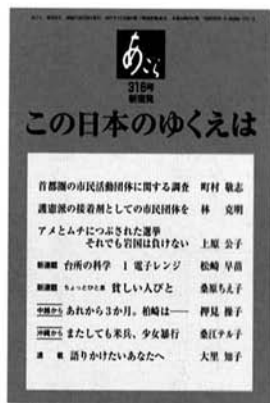 あごら
316号
新宿発
この日本のゆくえは
首都圏の市民活動団体に関する調査 町村 敬志
護憲派の接着剤としての市民団体を 林 克明
アメとムチにつぶされた選挙
それでも岩国は負けない 上原 公子
新連載 台所の科学 1 電子レンジ 松崎 早苗
新連載 ちょっとひと言 貧しい人びと 桑原ちえ子
中越から あれから3か月。柏崎は── 押見 操子
沖縄から またしても米兵、少女暴行 桑江テル子
連 載 語りかけたいあなたへ 大里 知子